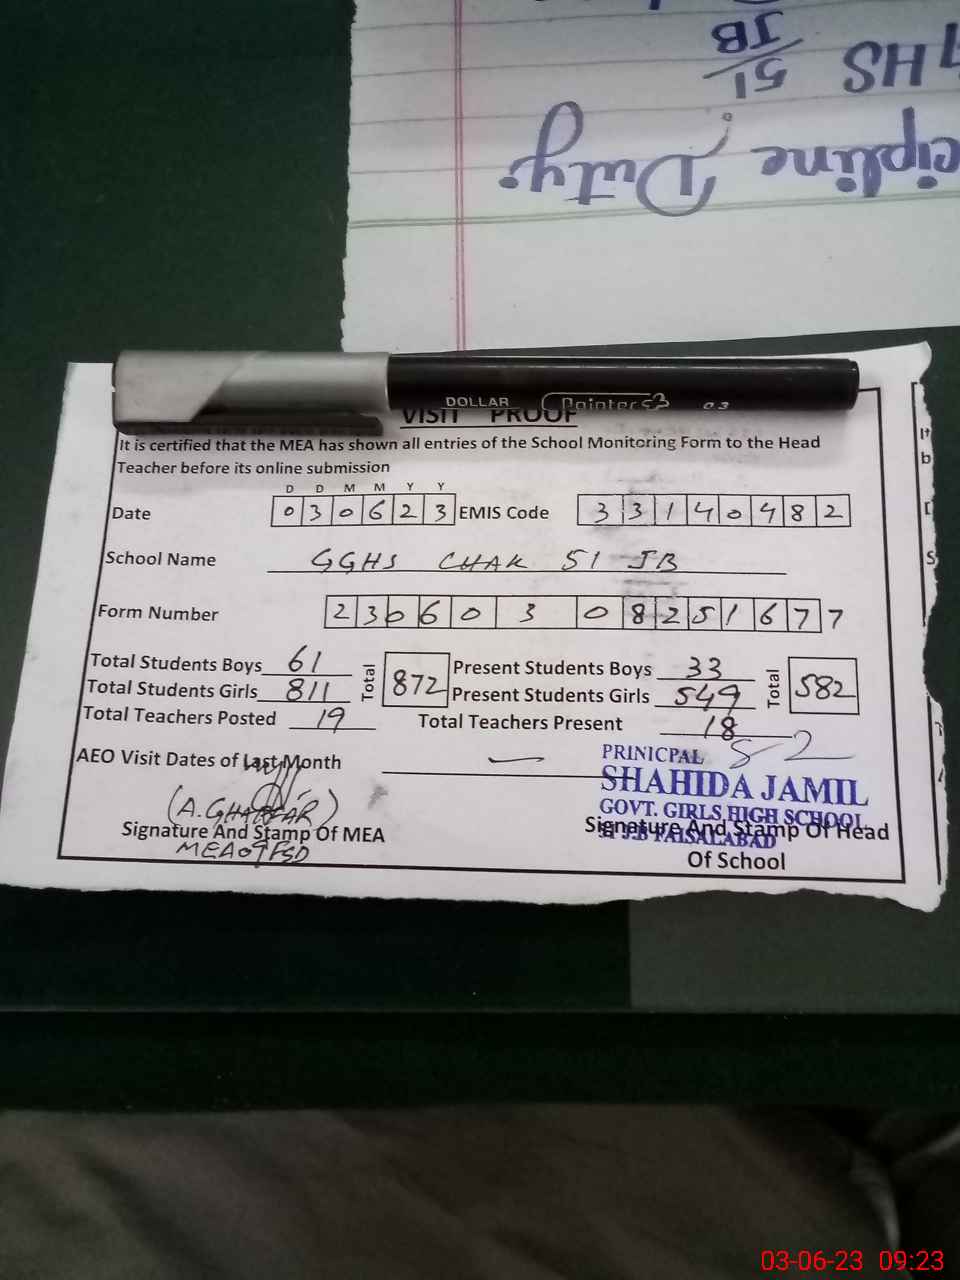 JB
51
GHS
cipline Duty:
DOLLAR Pointer 03
VISIT PROOF
It is certified that the MEA has shown all entries of the School Monitoring Form to the Head
Teacher before its online submission
D D M M Y Y
Date 0 3 0 6 2 3 EMIS Code 3 3 1 4 0 4 8 2
School Name GGHS CHAK 51 JB
Form Number 2 3 0 6 0 3 0 8 2 5 1 6 7 7
Total Students Boys 61 Total 872 Present Students Boys 33 Total 582
Total Students Girls 811 Present Students Girls 549
Total Teachers Posted 19 Total Teachers Present 18
AEO Visit Dates of Last Month
PRINICPAL
SHAHIDA JAMIL
GOVT. GIRLS HIGH SCHOOL
51 J.B FAISALABAD
(A. GHAFFAR)
Signature And Stamp Of MEA
MEA 09 FSD
Signature And Stamp Of Head
Of School
03-06-23 09:23